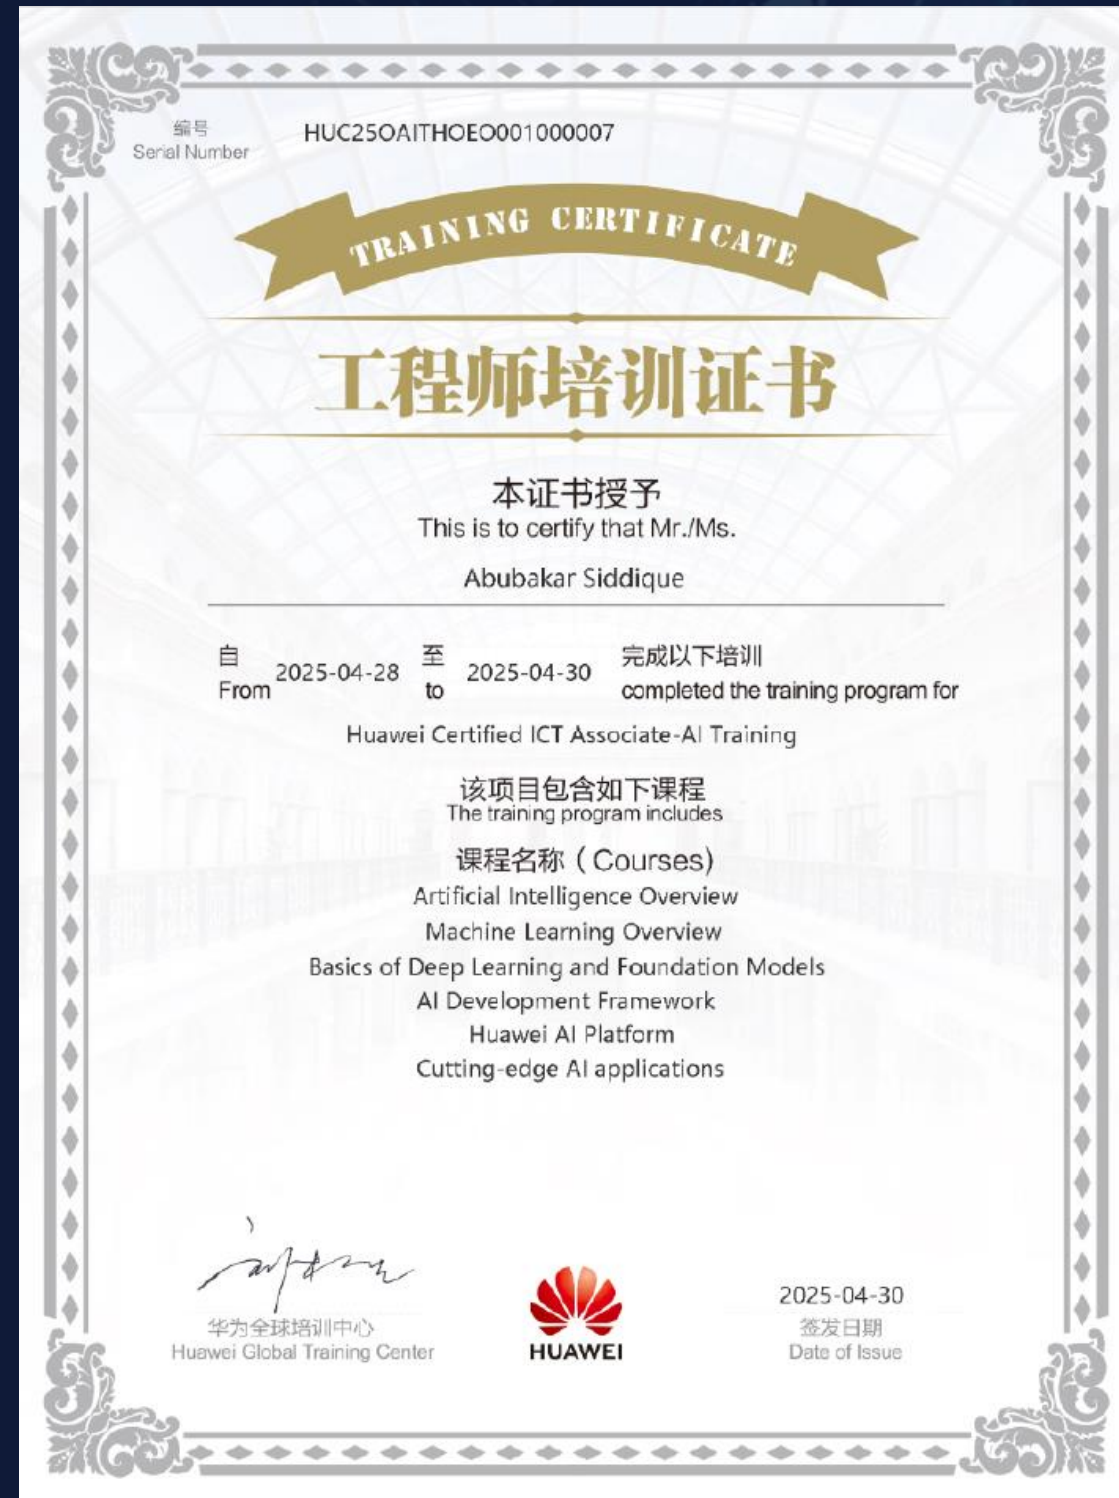 编号
Serial Number
HUC25OAITHOEO001000007
TRAINING CERTIFICATE
工程师培训证书
本证书授予
This is to certify that Mr./Ms.
Abubakar Siddique
自 至 完成以下培训
From 2025-04-28 to 2025-04-30 completed the training program for
Huawei Certified ICT Associate-AI Training
该项目包含如下课程
The training program includes
课程名称（Courses)
Artificial Intelligence Overview
Machine Learning Overview
Basics of Deep Learning and Foundation Models
AI Development Framework
Huawei AI Platform
Cutting-edge AI applications
华为全球培训中心
Huawei Global Training Center
HUAWEI
2025-04-30
签发日期
Date of Issue